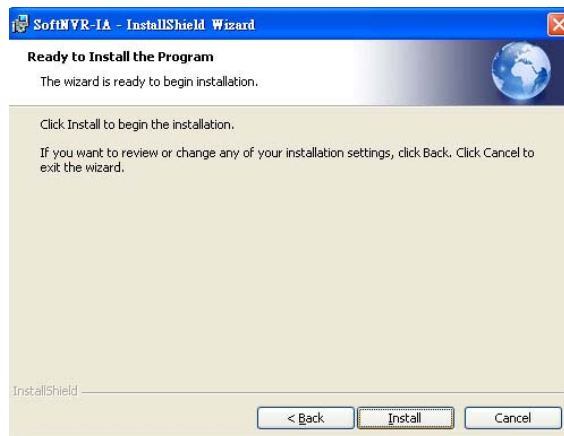 SoftNVR-IA - InstallShield Wizard
Ready to Install the Program
The wizard is ready to begin installation.
Click Install to begin the installation.
If you want to review or change any of your installation settings, click Back. Click Cancel to
exit the wizard.
InstallShield
< Back Install Cancel